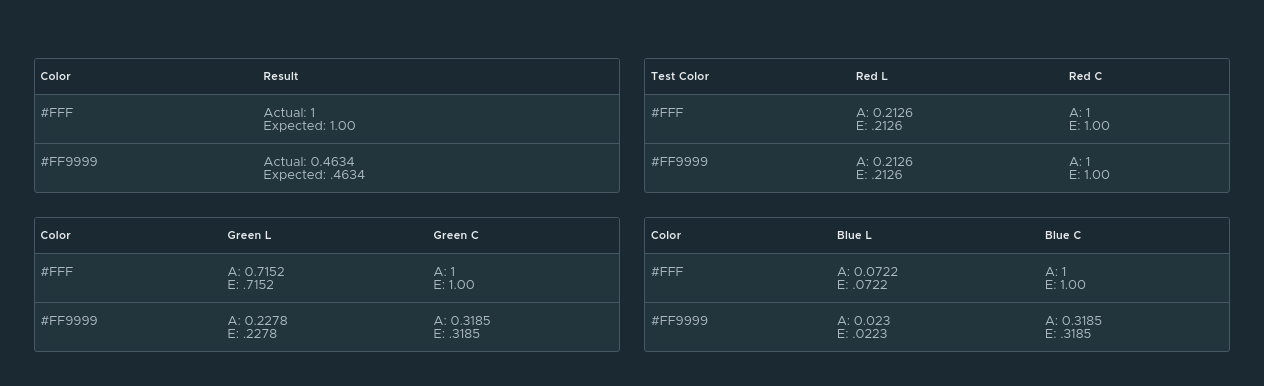 Color Result
#FFF Actual: 1
Expected: 1.00
#FF9999 Actual: 0.4634
Expected: .4634
Test Color Red L Red C
#FFF A: 0.2126 A: 1
E: .2126 E: 1.00
#FF9999 A: 0.2126 A: 1
E: .2126 E: 1.00
Color Green L Green C
#FFF A: 0.7152 A: 1
E: .7152 E: 1.00
#FF9999 A: 0.2278 A: 0.3185
E: .2278 E: .3185
Color Blue L Blue C
#FFF A: 0.0722 A: 1
E: .0722 E: 1.00
#FF9999 A: 0.023 A: 0.3185
E: .0223 E: .3185